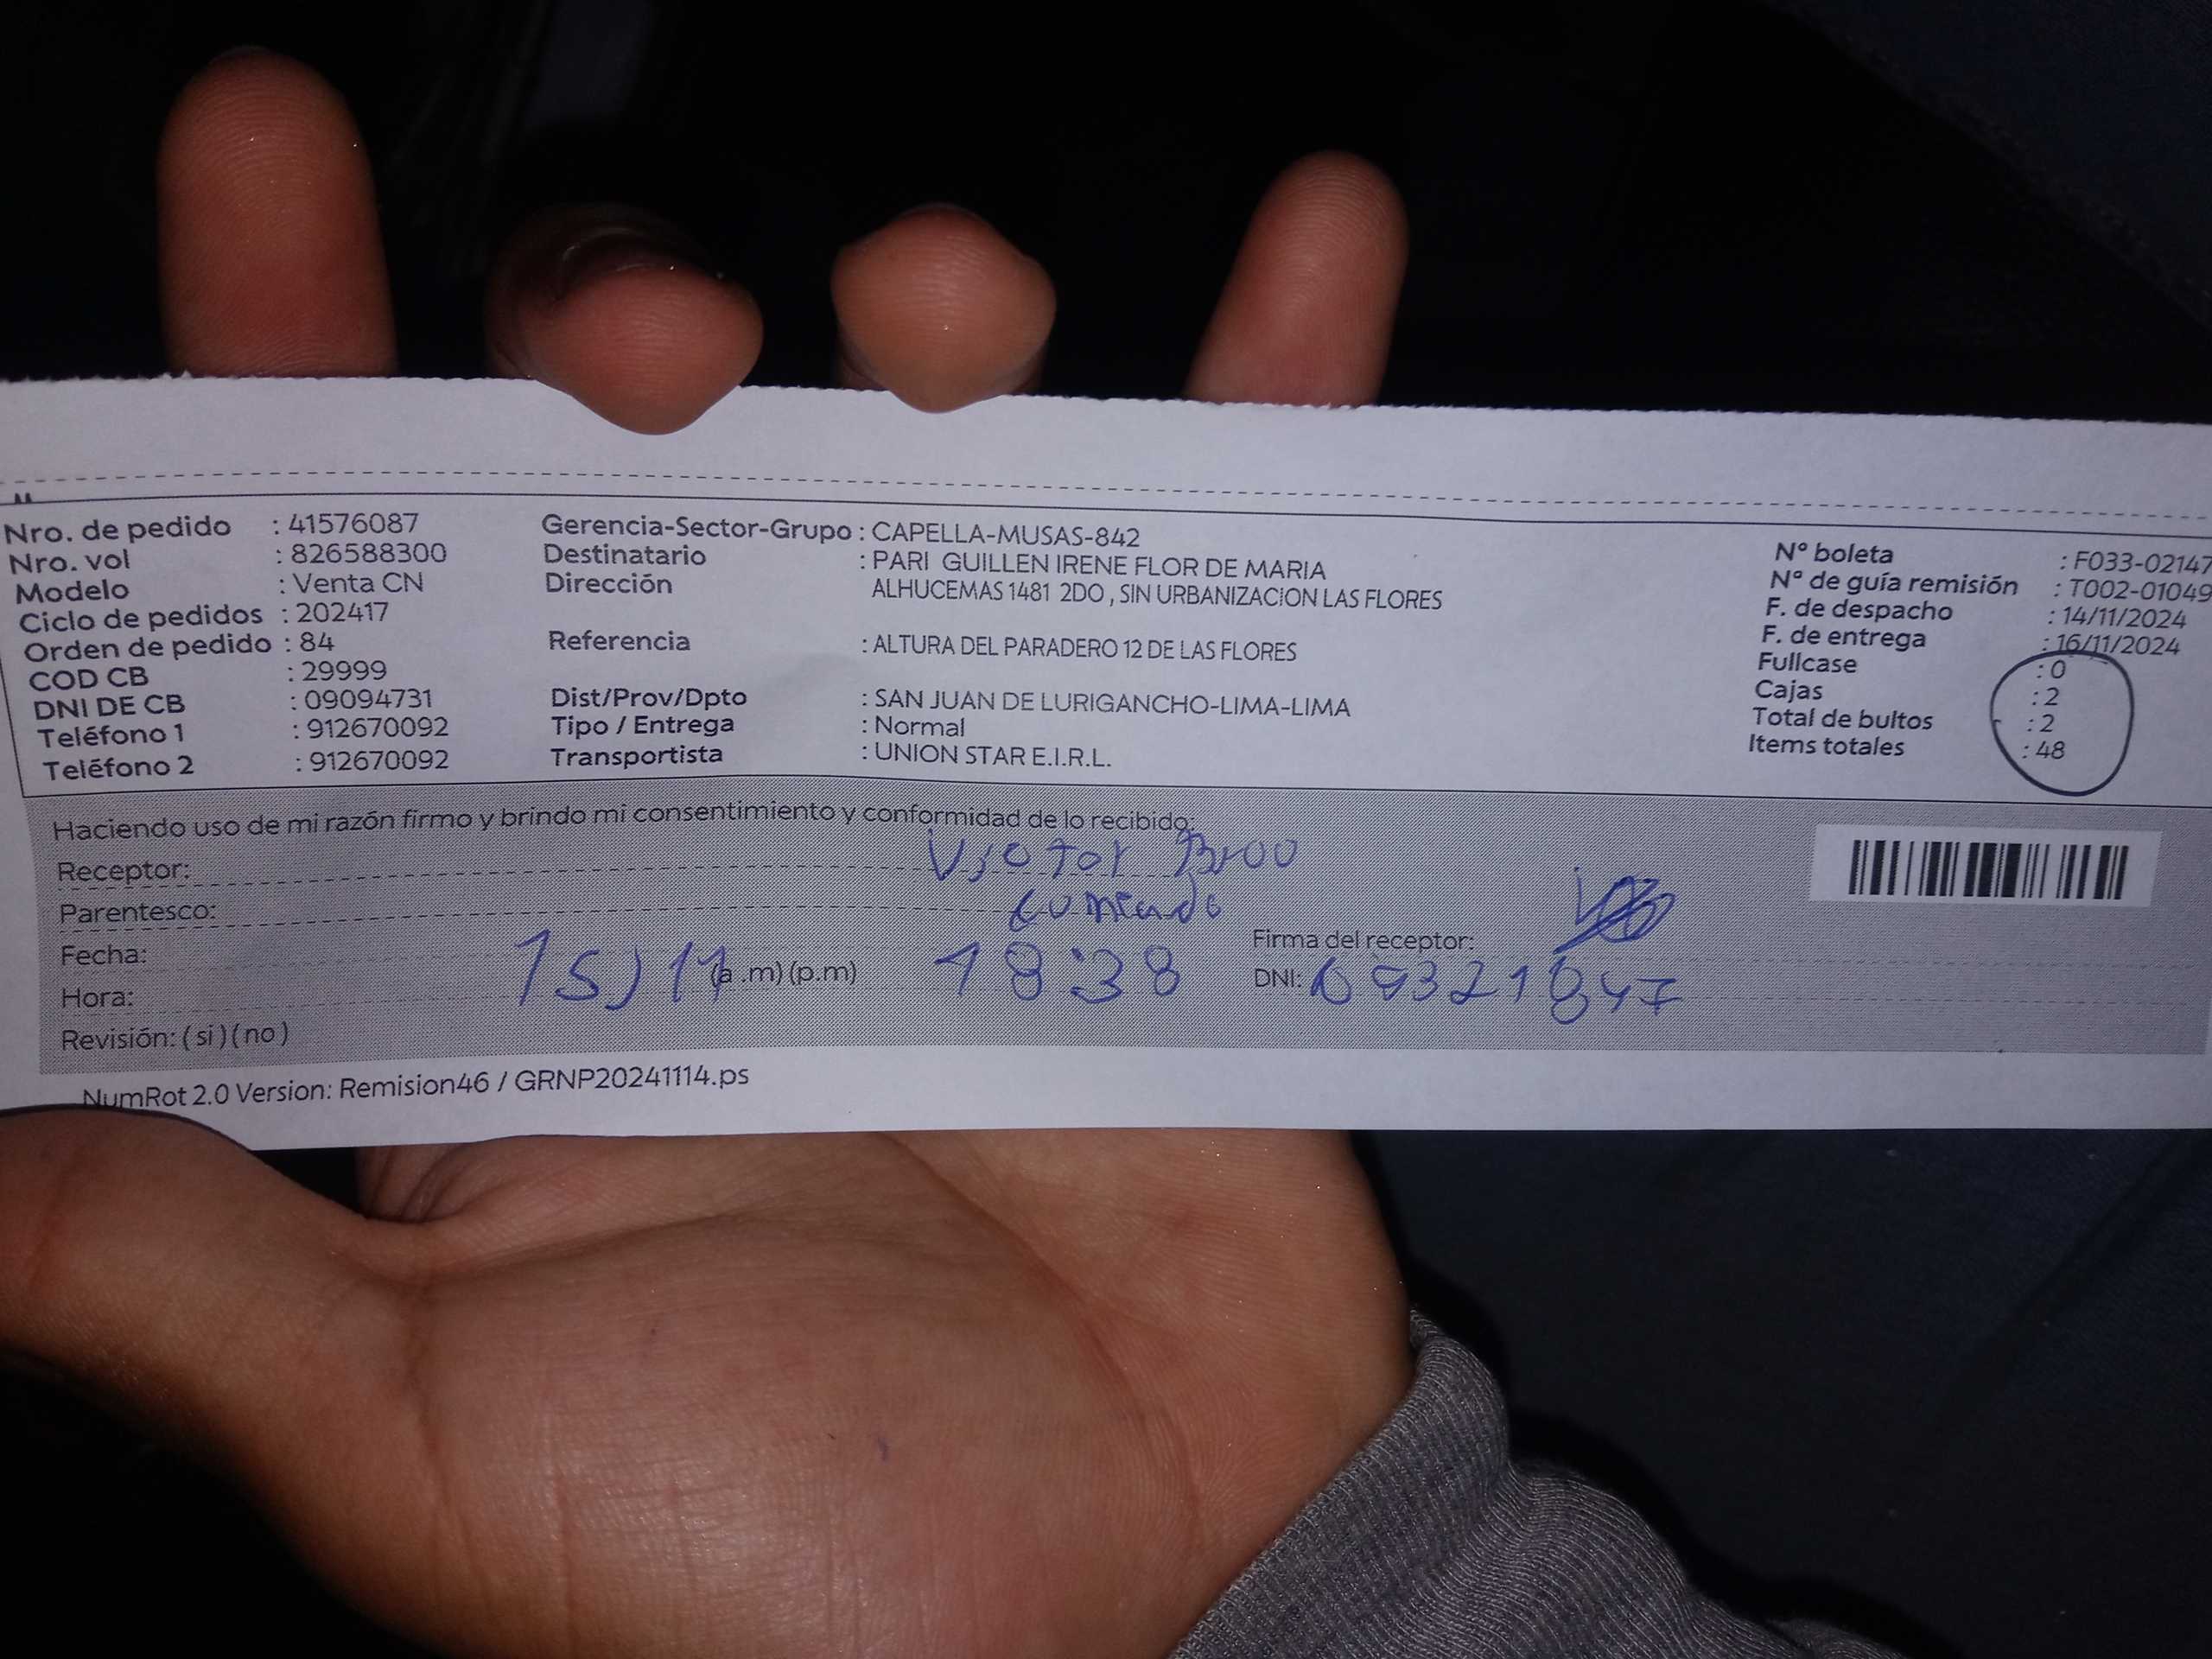 Nro. de pedido : 41576087
Nro. vol : 826588300
Modelo : Venta CN
Ciclo de pedidos : 202417
Orden de pedido : 84
COD CB : 29999
DNI DE CB : 09094731
Teléfono 1 : 912670092
Teléfono 2 : 912670092
Gerencia-Sector-Grupo : CAPELLA-MUSAS-842
Destinatario : PARI GUILLEN IRENE FLOR DE MARIA
Dirección ALHUCEMAS 1481 2DO , SIN URBANIZACION LAS FLORES
Referencia : ALTURA DEL PARADERO 12 DE LAS FLORES
Dist/Prov/Dpto : SAN JUAN DE LURIGANCHO-LIMA-LIMA
Tipo / Entrega : Normal
Transportista : UNION STAR E.I.R.L.
N° boleta : F033-02147
N° de guía remisión : T002-01049
F. de despacho : 14/11/2024
F. de entrega : 16/11/2024
Fullcase : 0
Cajas : 2
Total de bultos : 2
Items totales : 48
Haciendo uso de mi razón firmo y brindo mi consentimiento y conformidad de lo recibido:
Receptor:
Parentesco:
Fecha: 15/11
Hora: (a.m) (p.m) 18:38
Revisión: ( si ) ( no )
Firma del receptor:
DNI: 09321847
NumRot 2.0 Version: Remision46 / GRNP20241114.ps